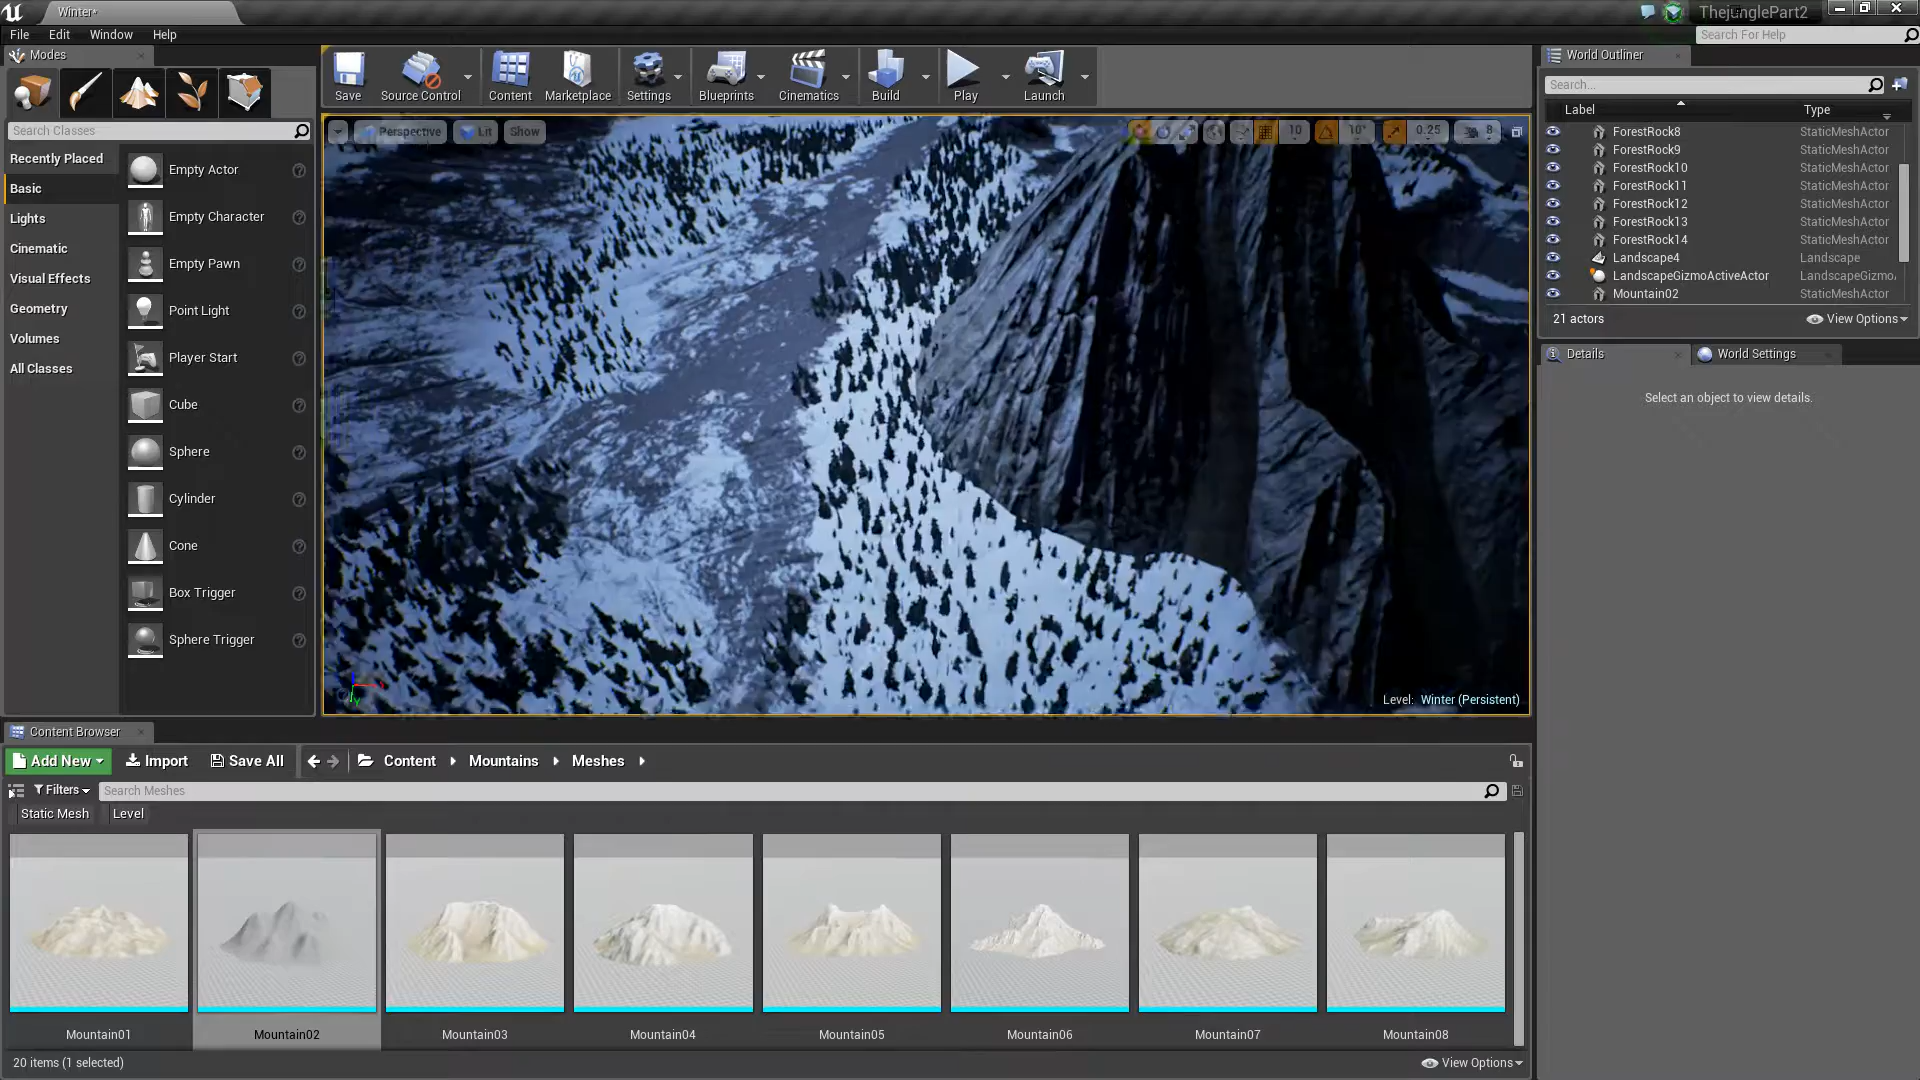 Winter*
ThejunglePart2
File Edit Window Help
Search For Help
Modes
Search Classes
Recently Placed
Basic
Lights
Cinematic
Visual Effects
Geometry
Volumes
All Classes
Empty Actor
Empty Character
Empty Pawn
Point Light
Player Start
Cube
Sphere
Cylinder
Cone
Box Trigger
Sphere Trigger
Save Source Control Content Marketplace Settings Blueprints Cinematics Build Play Launch
Perspective Lit Show
10 10° 0.25 8
Level: Winter (Persistent)
World Outliner
Search...
Label Type
ForestRock8 StaticMeshActor
ForestRock9 StaticMeshActor
ForestRock10 StaticMeshActor
ForestRock11 StaticMeshActor
ForestRock12 StaticMeshActor
ForestRock13 StaticMeshActor
ForestRock14 StaticMeshActor
Landscape4 Landscape
LandscapeGizmoActiveActor LandscapeGizmo
Mountain02 StaticMeshActor
21 actors View Options
Details World Settings
Select an object to view details.
Content Browser
Add New Import Save All Content Mountains Meshes
Filters Search Meshes
Static Mesh Level
Mountain01 Mountain02 Mountain03 Mountain04 Mountain05 Mountain06 Mountain07 Mountain08
20 items (1 selected) View Options